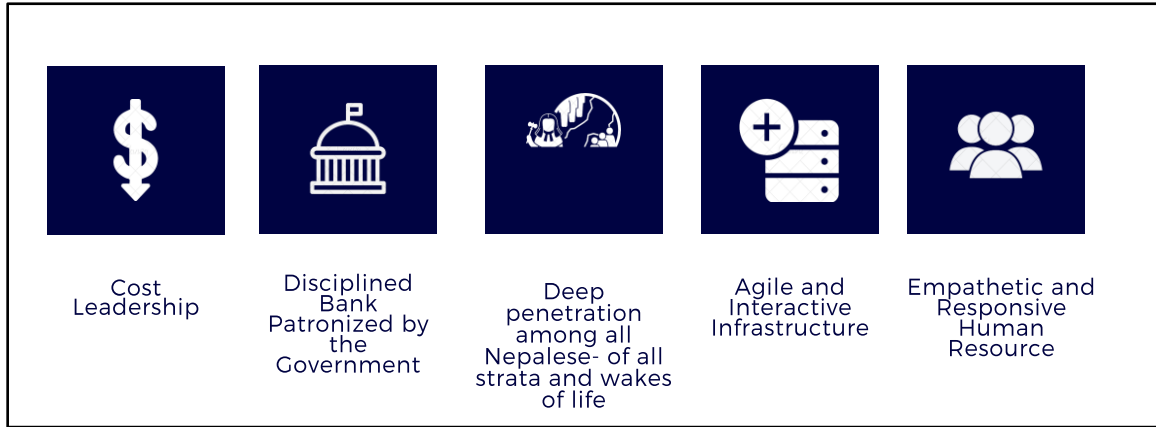 Cost
Leadership
Disciplined
Bank
Patronized by
the
Government
Deep
penetration
among all
Nepalese- of all
strata and wakes
of life
Agile and
Interactive
Infrastructure
Empathetic and
Responsive
Human
Resource